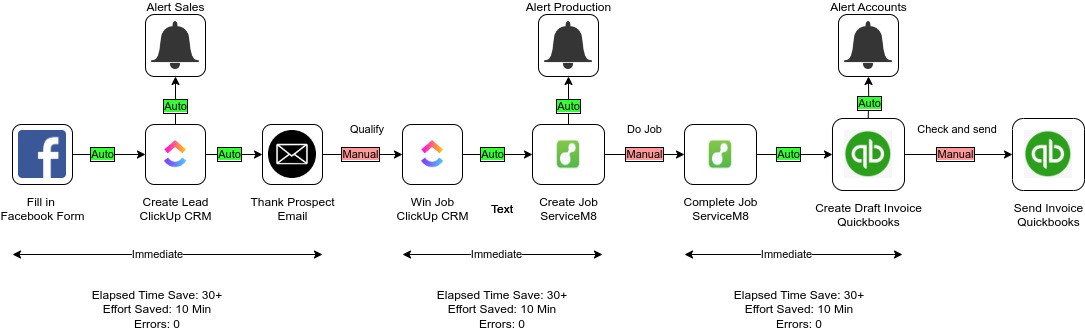 Alert Sales
Alert Production
Alert Accounts
Auto
Auto
Auto
Qualify
Do Job
Check and send
Auto
Auto
Manual
Auto
Manual
Auto
Manual
qb
qb
Fill in
Facebook Form
Create Lead
ClickUp CRM
Thank Prospect
Email
Win Job
ClickUp CRM
Text
Create Job
ServiceM8
Complete Job
ServiceM8
Create Draft Invoice
Quickbooks
Send Invoice
Quickbooks
Immediate
Immediate
Immediate
Elapsed Time Save: 30+
Effort Saved: 10 Min
Errors: 0
Elapsed Time Save: 30+
Effort Saved: 10 Min
Errors: 0
Elapsed Time Save: 30+
Effort Saved: 10 Min
Errors: 0